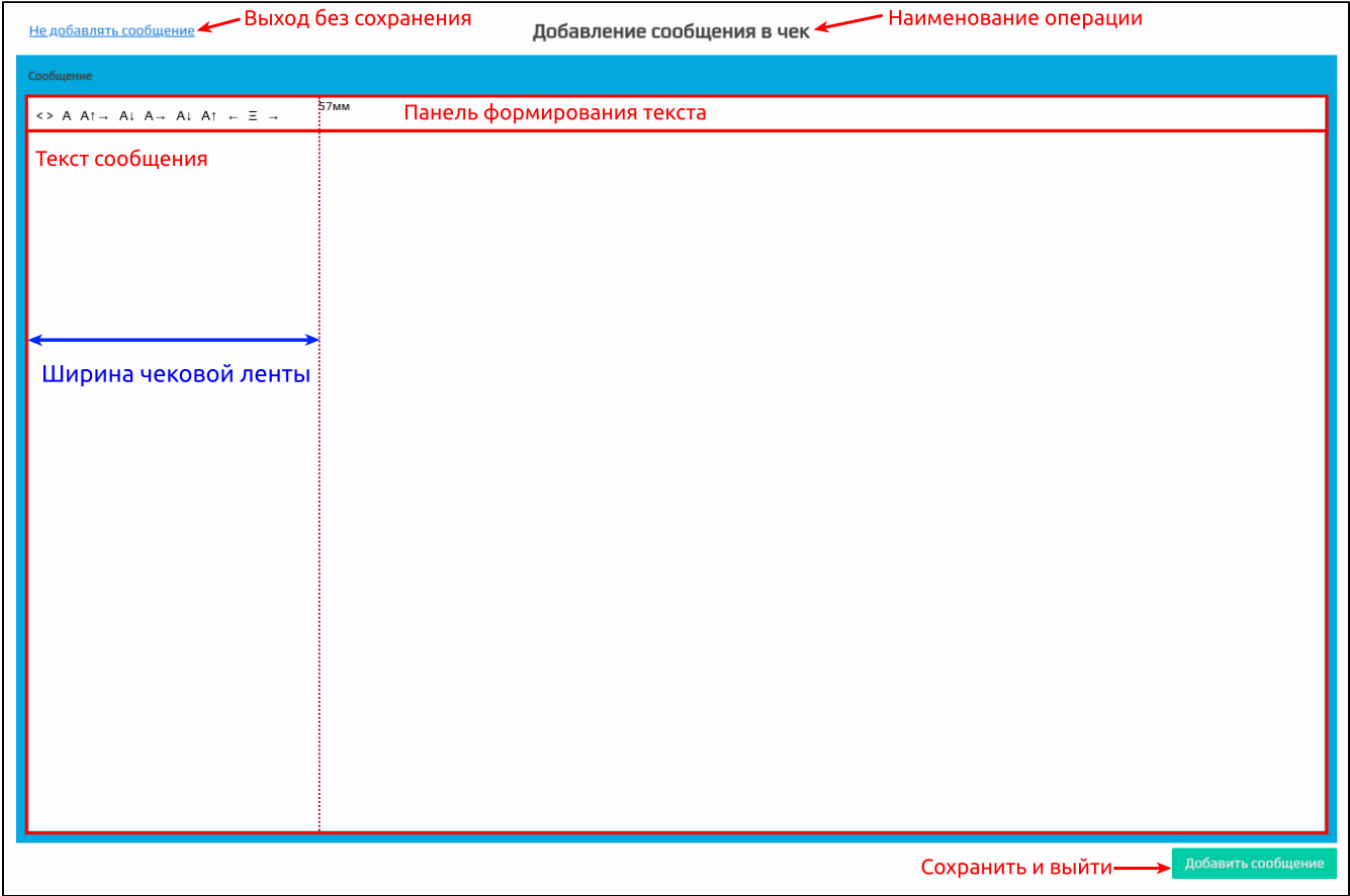 Выход без сохранения
Наименование операции
Не добавлять сообщение
Добавление сообщения в чек
Сообщение
<> A A↑→ A↓ A→ A↓ A↑ ← Ξ →
57мм
Панель формирования текста
Текст сообщения
Ширина чековой ленты
Сохранить и выйти
Добавить сообщение